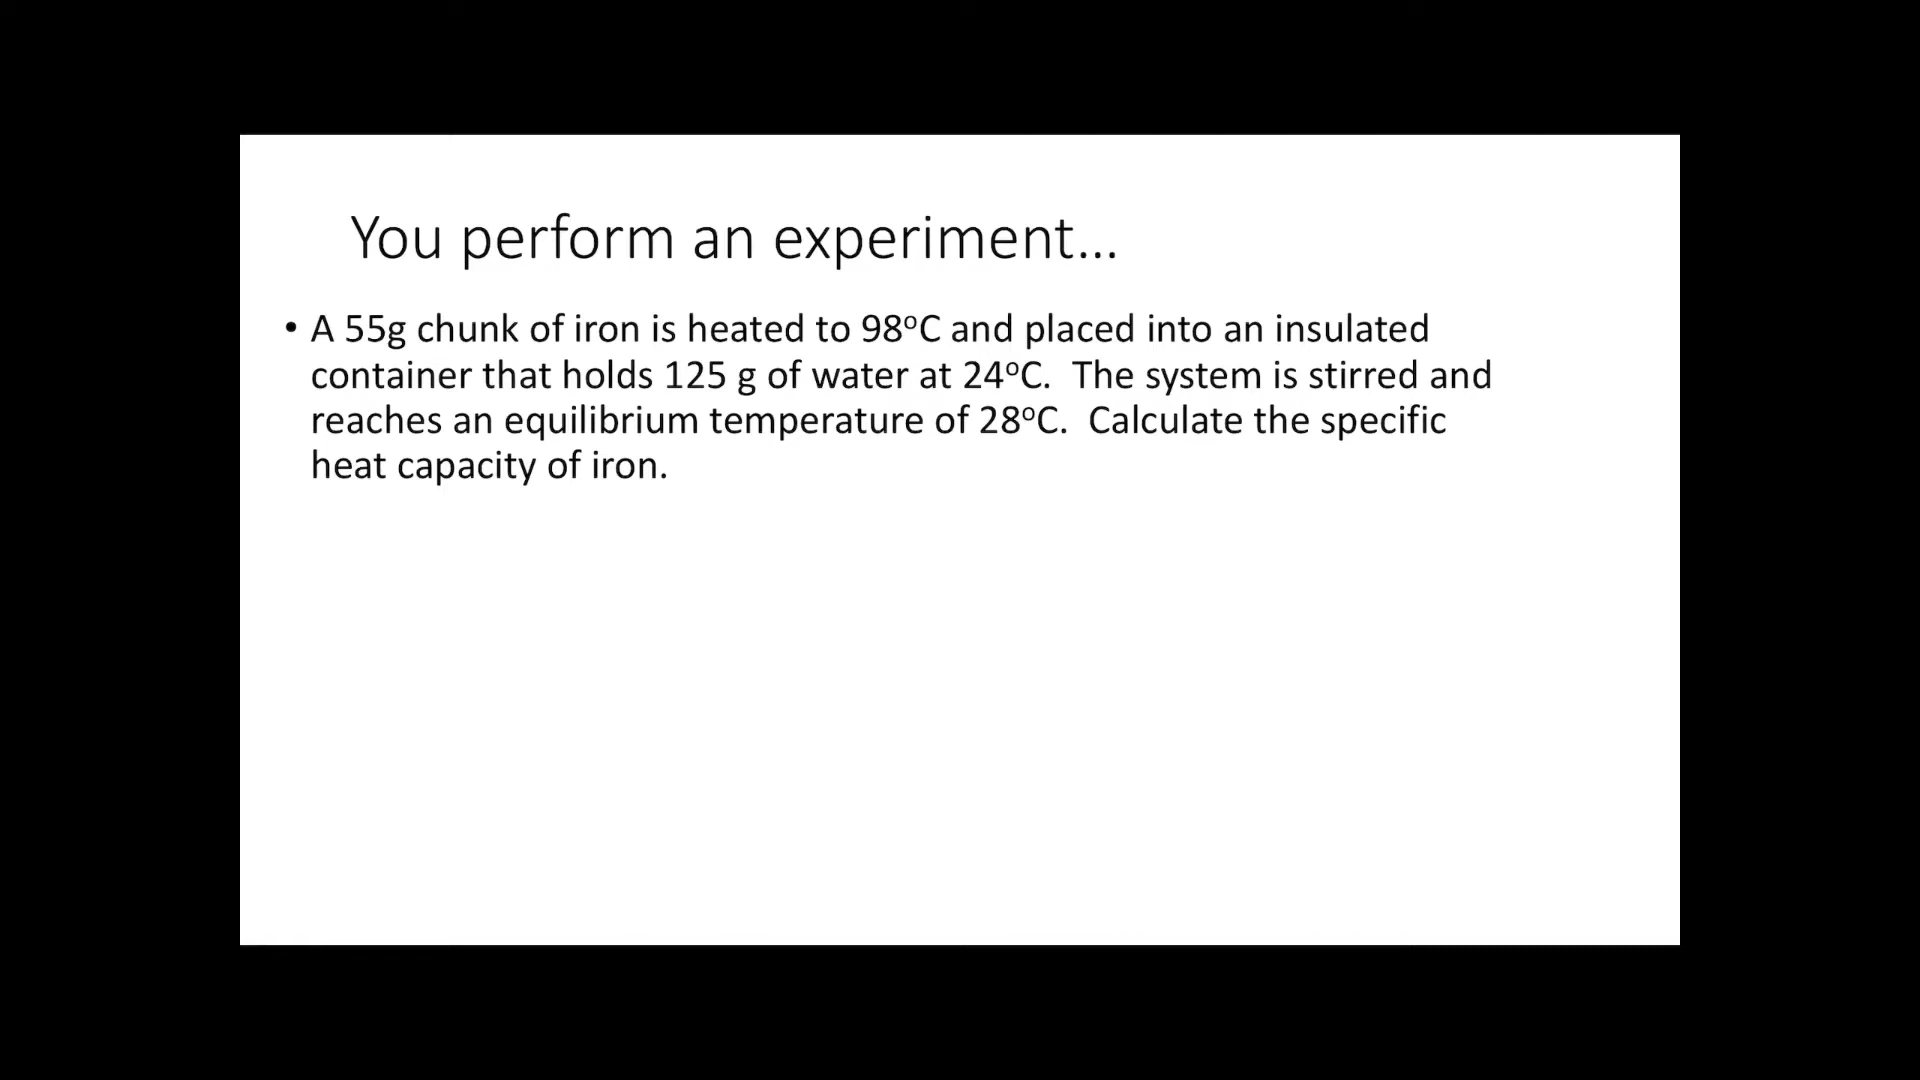 You perform an experiment...
• A 55g chunk of iron is heated to 98ºC and placed into an insulated
container that holds 125 g of water at 24ºC.  The system is stirred and
reaches an equilibrium temperature of 28ºC.  Calculate the specific
heat capacity of iron.